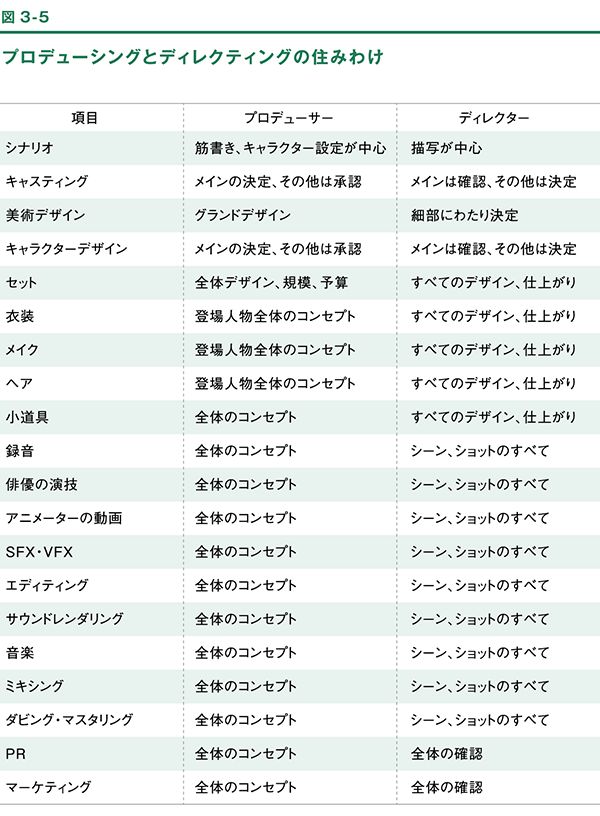 図 3-5
プロデューシングとディレクティングの住みわけ
項目 プロデューサー ディレクター
シナリオ 筋書き、キャラクター設定が中心 描写が中心
キャスティング メインの決定、その他は承認 メインは確認、その他は決定
美術デザイン グランドデザイン 細部にわたり決定
キャラクターデザイン メインの決定、その他は承認 メインは確認、その他は決定
セット 全体デザイン、規模、予算 すべてのデザイン、仕上がり
衣装 登場人物全体のコンセプト すべてのデザイン、仕上がり
メイク 登場人物全体のコンセプト すべてのデザイン、仕上がり
ヘア 登場人物全体のコンセプト すべてのデザイン、仕上がり
小道具 全体のコンセプト すべてのデザイン、仕上がり
録音 全体のコンセプト シーン、ショットのすべて
俳優の演技 全体のコンセプト シーン、ショットのすべて
アニメーターの動画 全体のコンセプト シーン、ショットのすべて
SFX・VFX 全体のコンセプト シーン、ショットのすべて
エディティング 全体のコンセプト シーン、ショットのすべて
サウンドレンダリング 全体のコンセプト シーン、ショットのすべて
音楽 全体のコンセプト シーン、ショットのすべて
ミキシング 全体のコンセプト シーン、ショットのすべて
ダビング・マスタリング 全体のコンセプト シーン、ショットのすべて
PR 全体のコンセプト 全体の確認
マーケティング 全体のコンセプト 全体の確認